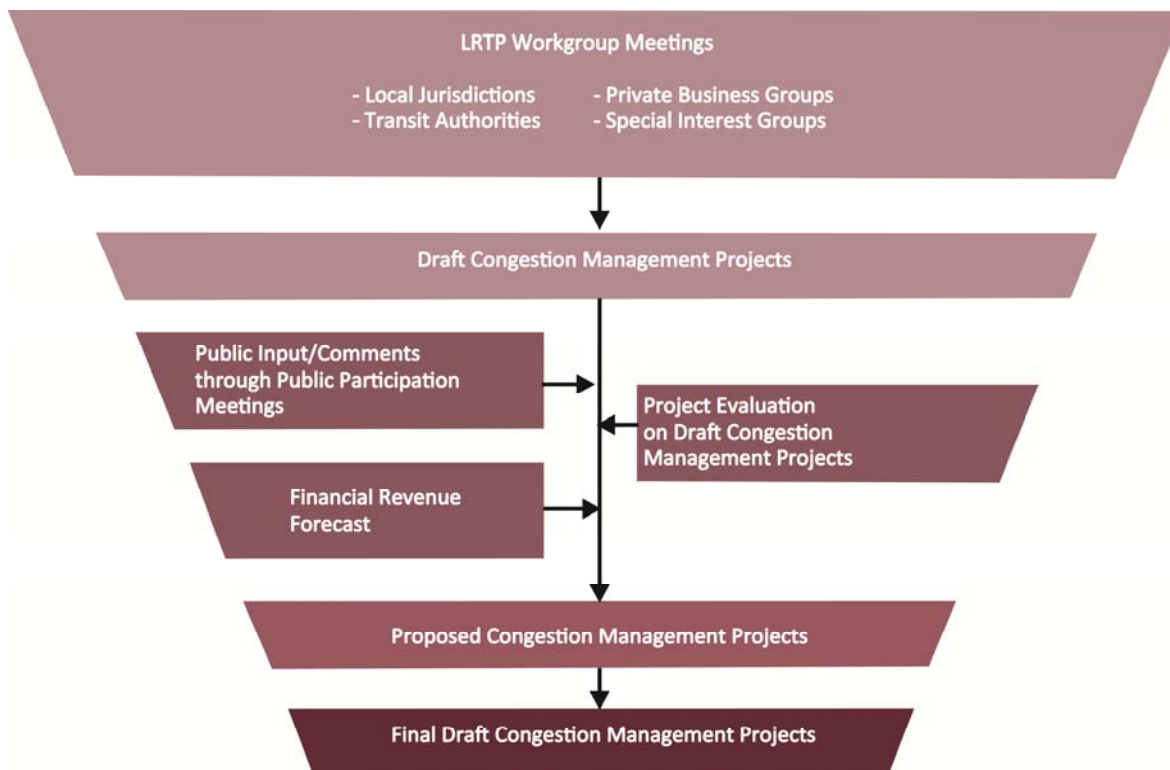 LRTP Workgroup Meetings
- Local Jurisdictions
- Transit Authorities
- Private Business Groups
- Special Interest Groups
Draft Congestion Management Projects
Public Input/Comments
through Public Participation
Meetings
Project Evaluation
on Draft Congestion
Management Projects
Financial Revenue
Forecast
Proposed Congestion Management Projects
Final Draft Congestion Management Projects